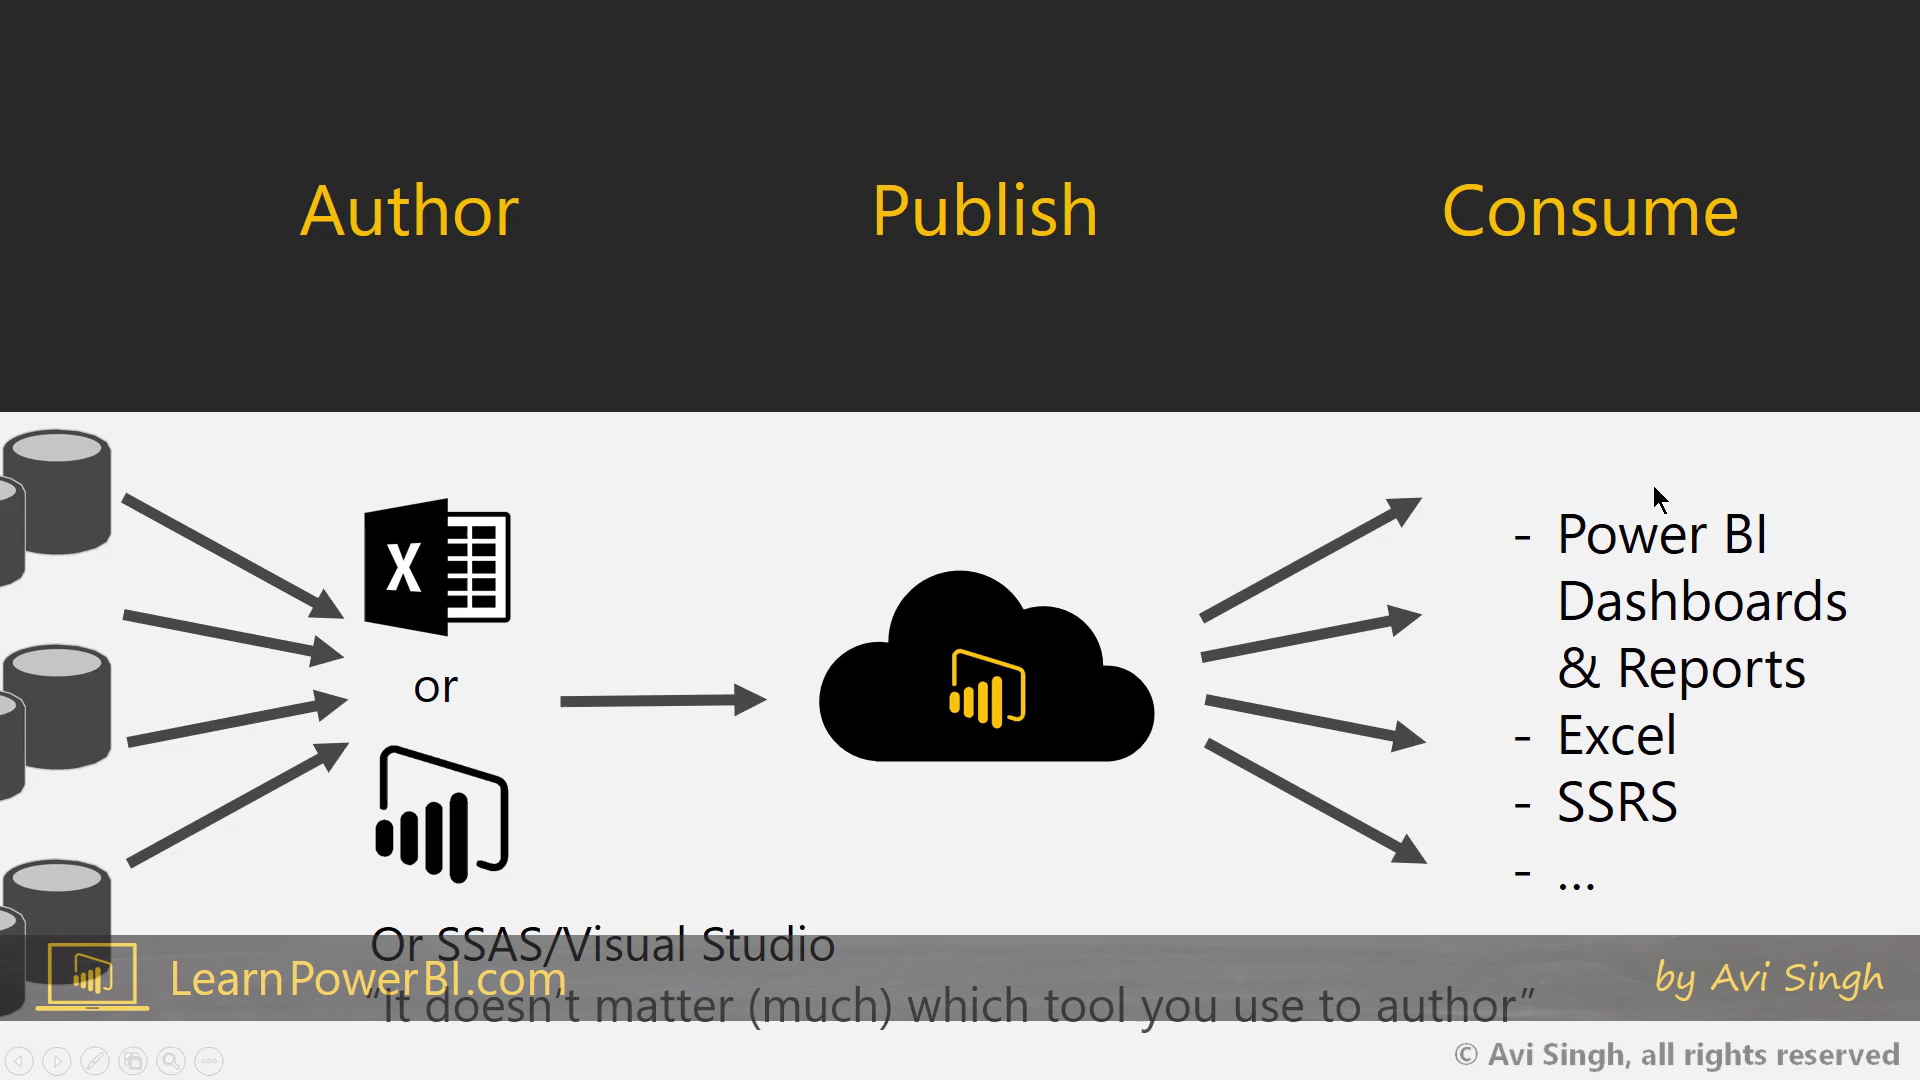 Author Publish Consume
- Power BI
Dashboards
& Reports
- Excel
- SSRS
- ...
X
or
Or SSAS/Visual Studio
LearnPowerBI.com
by Avi Singh
"It doesn't matter (much) which tool you use to author"
© Avi Singh, all rights reserved